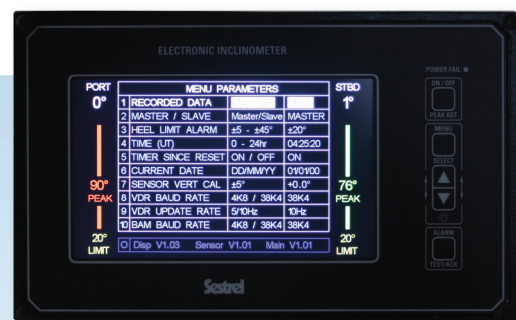 ELECTRONIC INCLINOMETER
POWER FAIL
ON / OFF
PEAK RST
MENU
SELECT
ALARM
TEST/ACK
PORT
0°
90°
PEAK
20°
LIMIT
MENU PARAMETERS
1 RECORDED DATA
2 MASTER / SLAVE Master/Slave MASTER
3 HEEL LIMIT ALARM ±5 - ±45° ±20°
4 TIME (UT) 0 - 24hr 04:25:20
5 TIMER SINCE RESET ON / OFF ON
6 CURRENT DATE DD/MM/YY 01/01/00
7 SENSOR VERT CAL ±5° +0.0°
8 VDR BAUD RATE 4K8 / 38K4 38K4
9 VDR UPDATE RATE 5/10Hz 10Hz
10 BAM BAUD RATE 4K8 / 38K4 38K4
O Disp V1.03 Sensor V1.01 Main V1.01
STBD
1°
76°
PEAK
20°
LIMIT
Sestrel